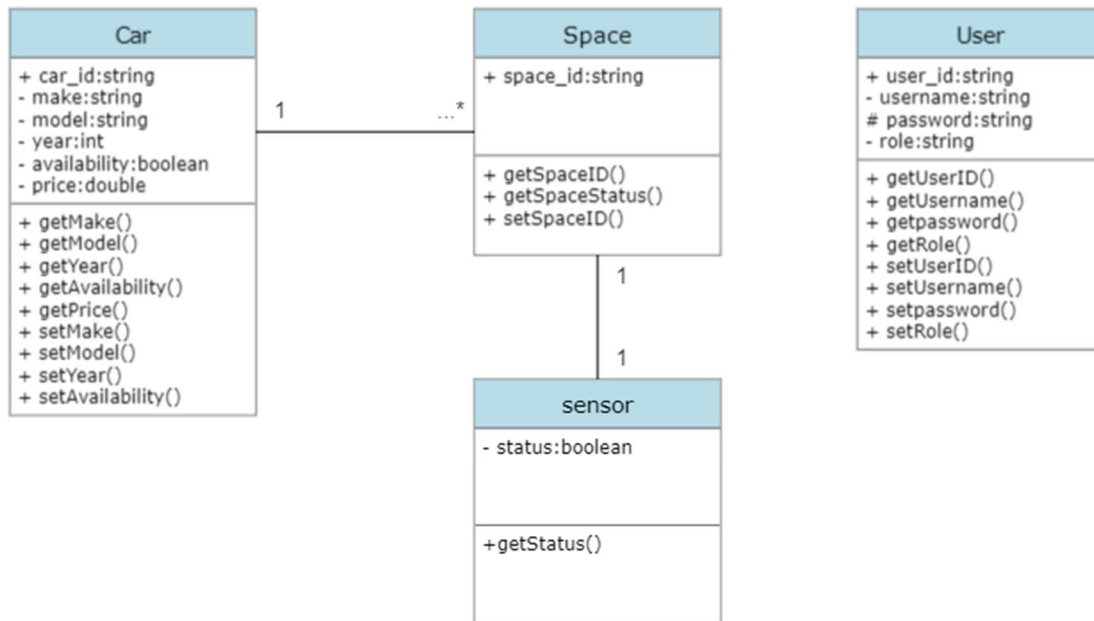 Car
+ car_id:string
- make:string
- model:string
- year:int
- availability:boolean
- price:double
+ getMake()
+ getModel()
+ getYear()
+ getAvailability()
+ getPrice()
+ setMake()
+ setModel()
+ setYear()
+ setAvailability()
1
...*
Space
+ space_id:string
+ getSpaceID()
+ getSpaceStatus()
+ setSpaceID()
1
1
sensor
- status:boolean
+getStatus()
User
+ user_id:string
- username:string
# password:string
- role:string
+ getUserID()
+ getUsername()
+ getpassword()
+ getRole()
+ setUserID()
+ setUsername()
+ setpassword()
+ setRole()